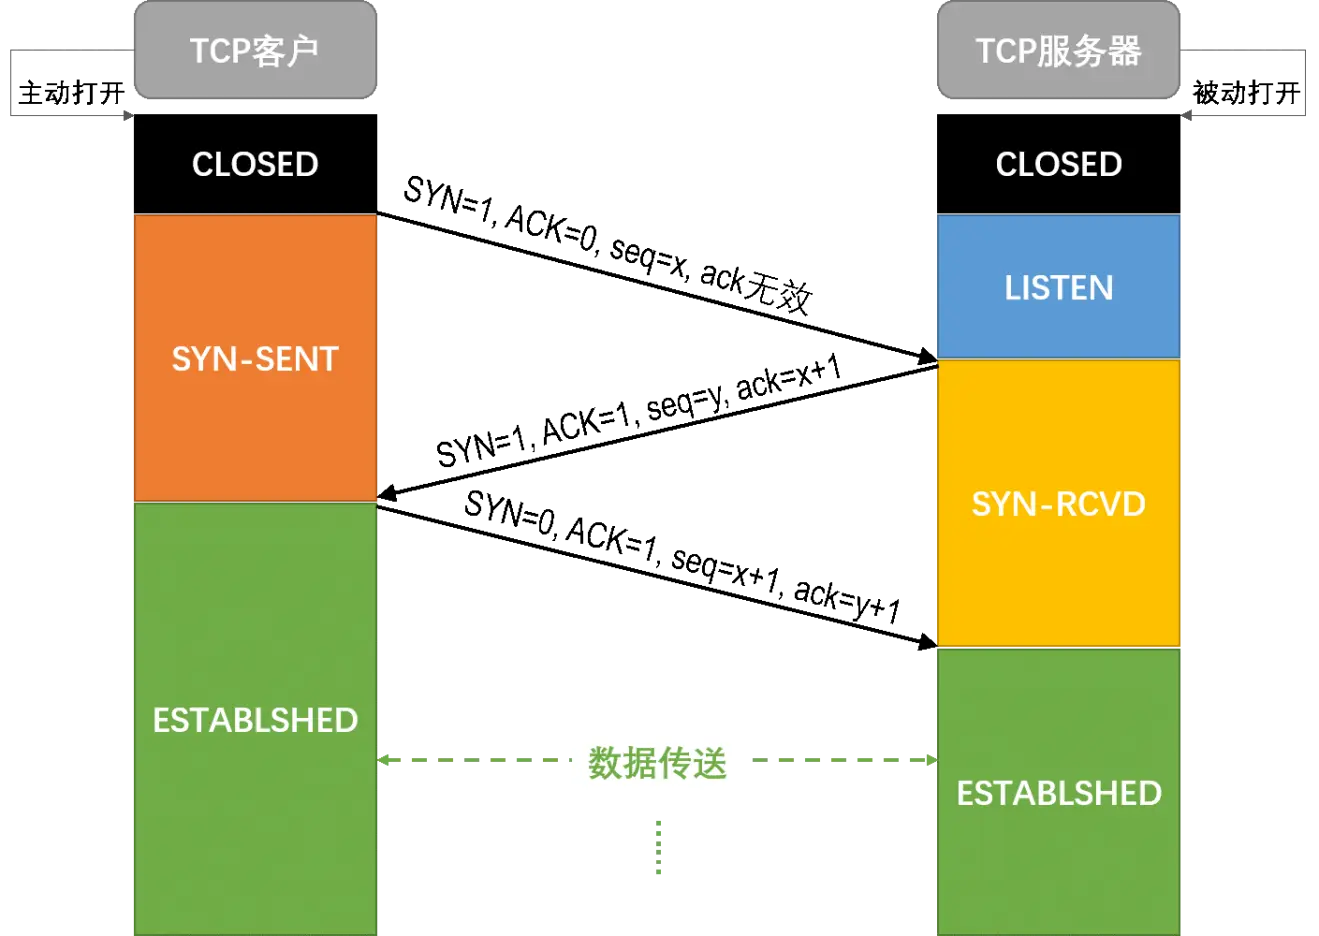 TCP客户
TCP服务器
主动打开
被动打开
CLOSED
CLOSED
SYN=1, ACK=0, seq=x, ack无效
LISTEN
SYN-SENT
SYN=1, ACK=1, seq=y, ack=x+1
SYN-RCVD
SYN=0, ACK=1, seq=x+1, ack=y+1
ESTABLSHED
数据传送
ESTABLSHED